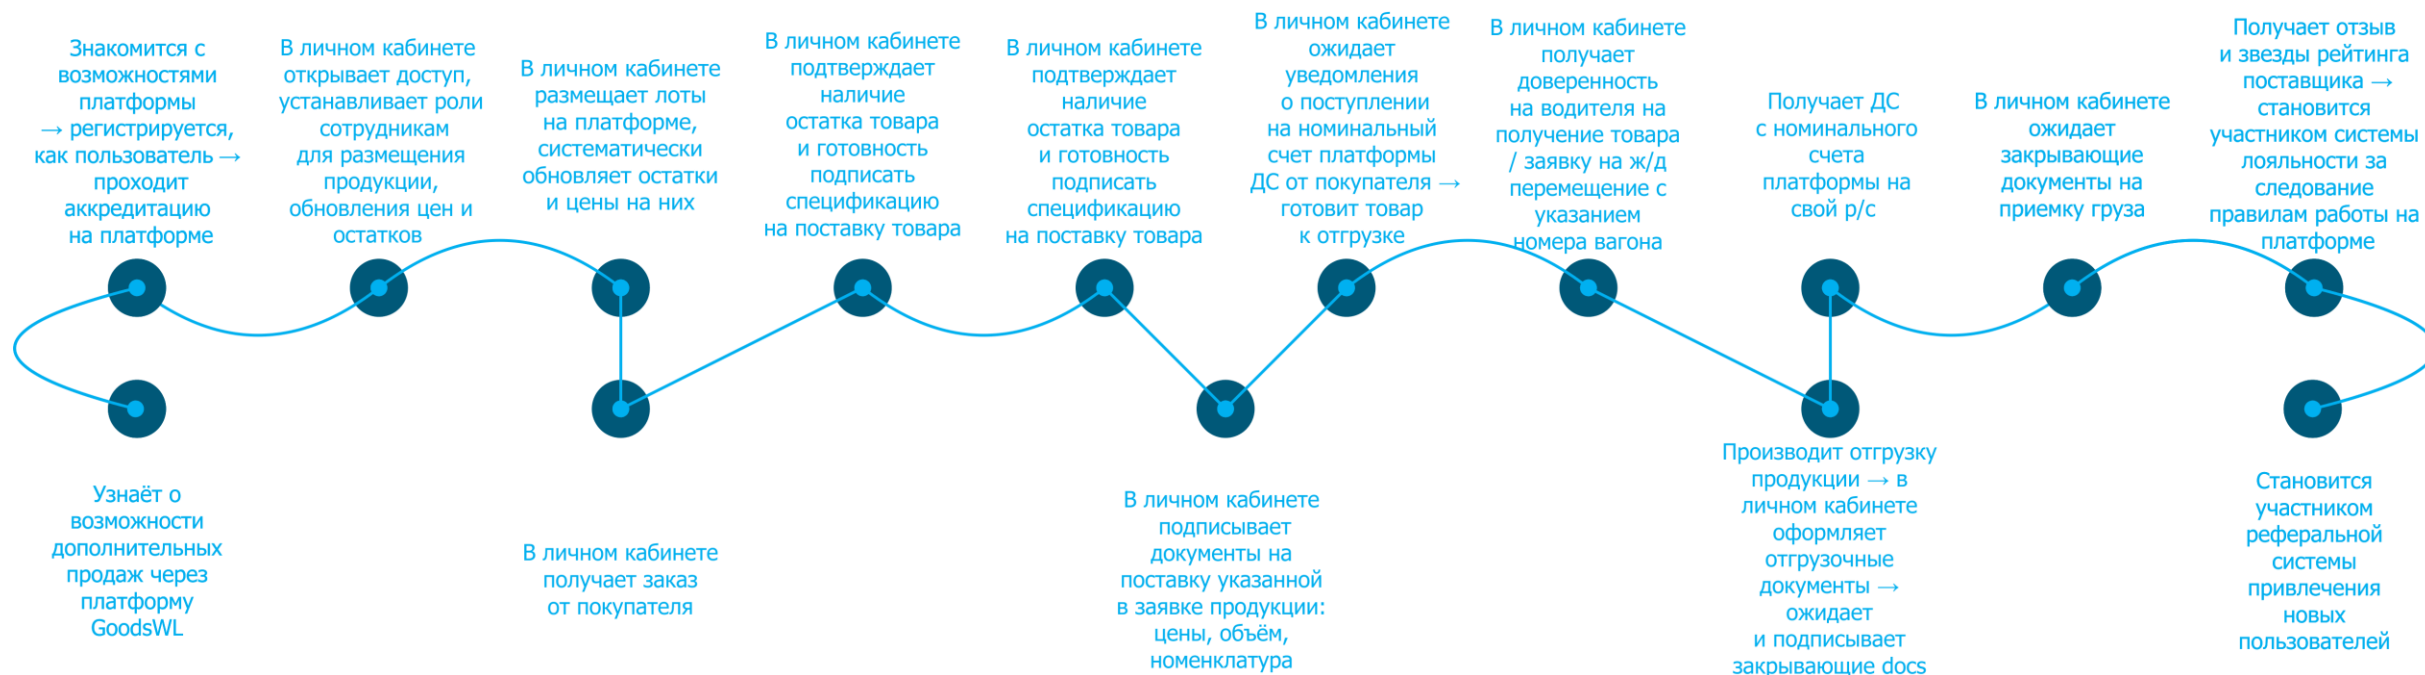 Знакомится с
возможностями
платформы
→ регистрируется,
как пользователь →
проходит
аккредитацию
на платформе
В личном кабинете
открывает доступ,
устанавливает роли
сотрудникам
для размещения
продукции,
обновления цен и
остатков
В личном кабинете
размещает лоты
на платформе,
систематически
обновляет остатки
и цены на них
В личном кабинете
подтверждает
наличие
остатка товара
и готовность
подписать
спецификацию
на поставку товара
В личном кабинете
подтверждает
наличие
остатка товара
и готовность
подписать
спецификацию
на поставку товара
В личном кабинете
ожидает
уведомления
о поступлении
на номинальный
счет платформы
ДС от покупателя →
готовит товар
к отгрузке
В личном кабинете
получает
доверенность
на водителя на
получение товара
/ заявку на ж/д
перемещение с
указанием
номера вагона
Получает ДС
с номинального
счета
платформы на
свой р/с
В личном кабинете
ожидает
закрывающие
документы на
приемку груза
Получает отзыв
и звезды рейтинга
поставщика →
становится
участником системы
лояльности за
следование
правилам работы на
платформе
Узнаёт о
возможности
дополнительных
продаж через
платформу
GoodsWL
В личном кабинете
получает заказ
от покупателя
В личном кабинете
подписывает
документы на
поставку указанной
в заявке продукции:
цены, объём,
номенклатура
Производит отгрузку
продукции → в
личном кабинете
оформляет
отгрузочные
документы →
ожидает
и подписывает
закрывающие docs
Становится
участником
реферальной
системы
привлечения
новых
пользователей